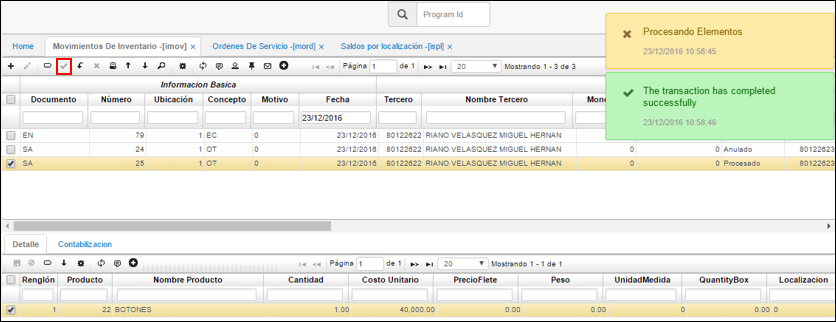 Program Id
Procesando Elementos
23/12/2016 10:58:45
The transaction has completed successfully
23/12/2016 10:58:46
Home Movimientos De Inventario -[imov] × Ordenes De Servicio -[mord] × Saldos por localización -[ispl] ×
Página 1 de 1 20 Mostrando 1 - 3 de 3
Informacion Basica
Documento Número Ubicación Concepto Motivo Fecha Tercero Nombre Tercero
23/12/2016
EN 79 1 EC 0 23/12/2016 80122622 RIANO VELASQUEZ MIGUEL HERNAN
SA 24 1 OT 0 23/12/2016 80122622 RIANO VELASQUEZ MIGUEL HERNAN 0 0 Anulado 80122623
SA 25 1 OT 0 23/12/2016 80122622 RIANO VELASQUEZ MIGUEL HERNAN 0 0 Procesado 80122623
Detalle Contabilizacion
Página 1 de 1 20 Mostrando 1 - 1 de 1
Renglón Producto Nombre Producto Cantidad Costo Unitario PrecioFlete Peso UnidadMedida QuantityBox Localizacion
1 22 BOTONES 1.00 40,000.00 0.00 0.00 0 0.00 0